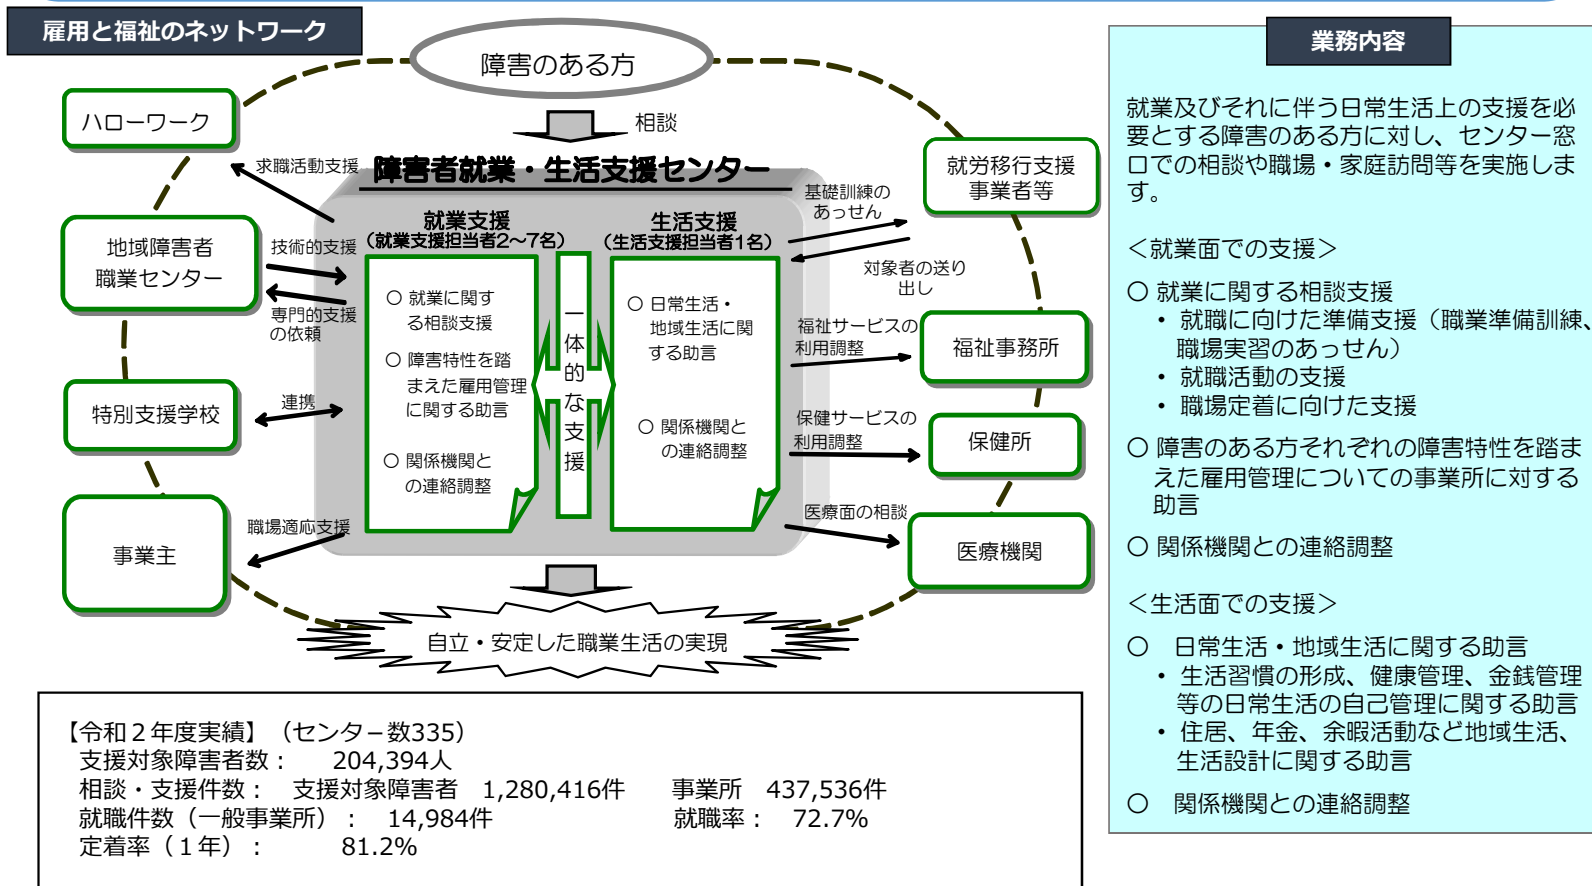 雇用と福祉のネットワーク
障害のある方
相談
ハローワーク
地域障害者
職業センター
特別支援学校
事業主
求職活動支援
技術的支援
専門的支援
の依頼
連携
職場適応支援
障害者就業・生活支援センター
就業支援
（就業支援担当者2～7名）
○ 就業に関す
る相談支援
○ 障害特性を踏
まえた雇用管理
に関する助言
○ 関係機関と
の連絡調整
一体的な支援
生活支援
（生活支援担当者1名）
○ 日常生活・
地域生活に関
する助言
○ 関係機関と
の連絡調整
基礎訓練の
あっせん
対象者の送り
出し
福祉サービスの
利用調整
保健サービスの
利用調整
医療面の相談
就労移行支援
事業者等
福祉事務所
保健所
医療機関
自立・安定した職業生活の実現
【令和２年度実績】（センター数335）
支援対象障害者数： 204,394人
相談・支援件数： 支援対象障害者 1,280,416件 事業所 437,536件
就職件数（一般事業所）： 14,984件 就職率： 72.7%
定着率（１年）： 81.2%
業務内容
就業及びそれに伴う日常生活上の支援を必
要とする障害のある方に対し、センター窓
口での相談や職場・家庭訪問等を実施しま
す。
＜就業面での支援＞
○ 就業に関する相談支援
・ 就職に向けた準備支援（職業準備訓練、
職場実習のあっせん）
・ 就職活動の支援
・ 職場定着に向けた支援
○ 障害のある方それぞれの障害特性を踏ま
えた雇用管理についての事業所に対する
助言
○ 関係機関との連絡調整
＜生活面での支援＞
○ 日常生活・地域生活に関する助言
・ 生活習慣の形成、健康管理、金銭管理
等の日常生活の自己管理に関する助言
・ 住居、年金、余暇活動など地域生活、
生活設計に関する助言
○ 関係機関との連絡調整